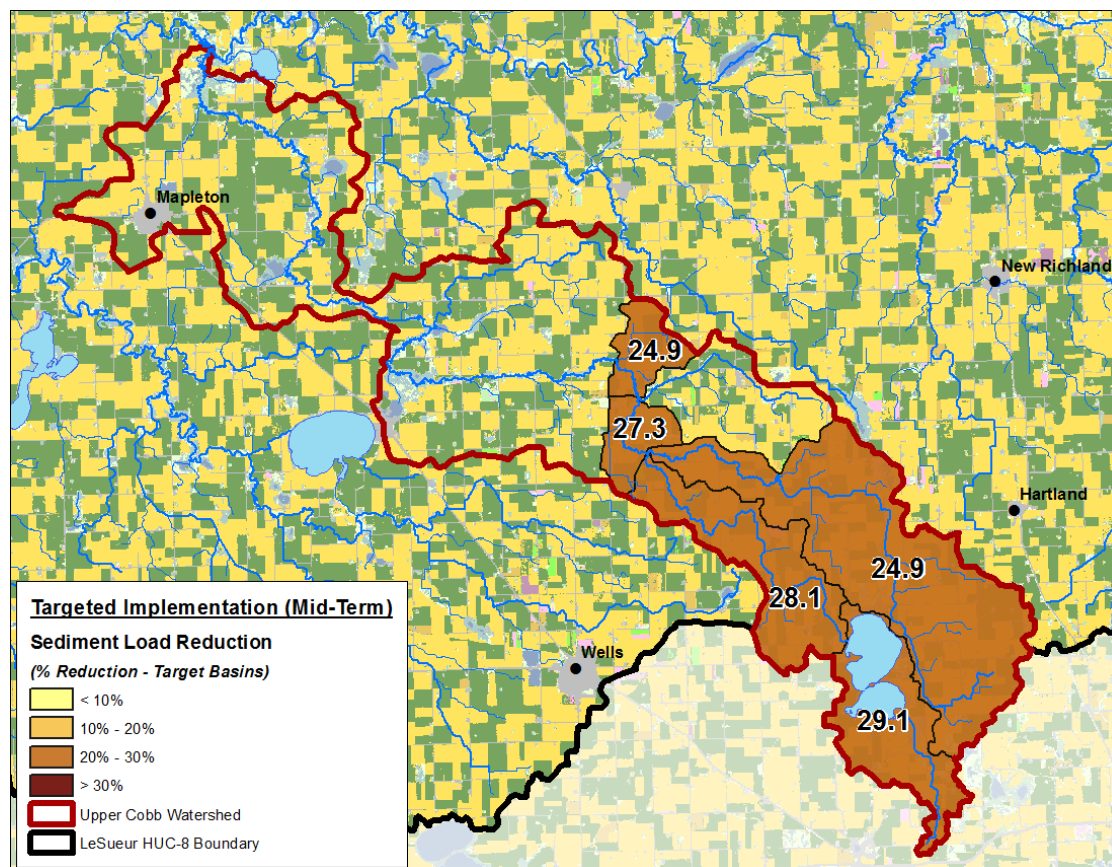 Mapleton
New Richland
24.9
27.3
Hartland
24.9
28.1
Wells
29.1
Targeted Implementation (Mid-Term)
Sediment Load Reduction
(% Reduction - Target Basins)
< 10%
10% - 20%
20% - 30%
> 30%
Upper Cobb Watershed
LeSueur HUC-8 Boundary